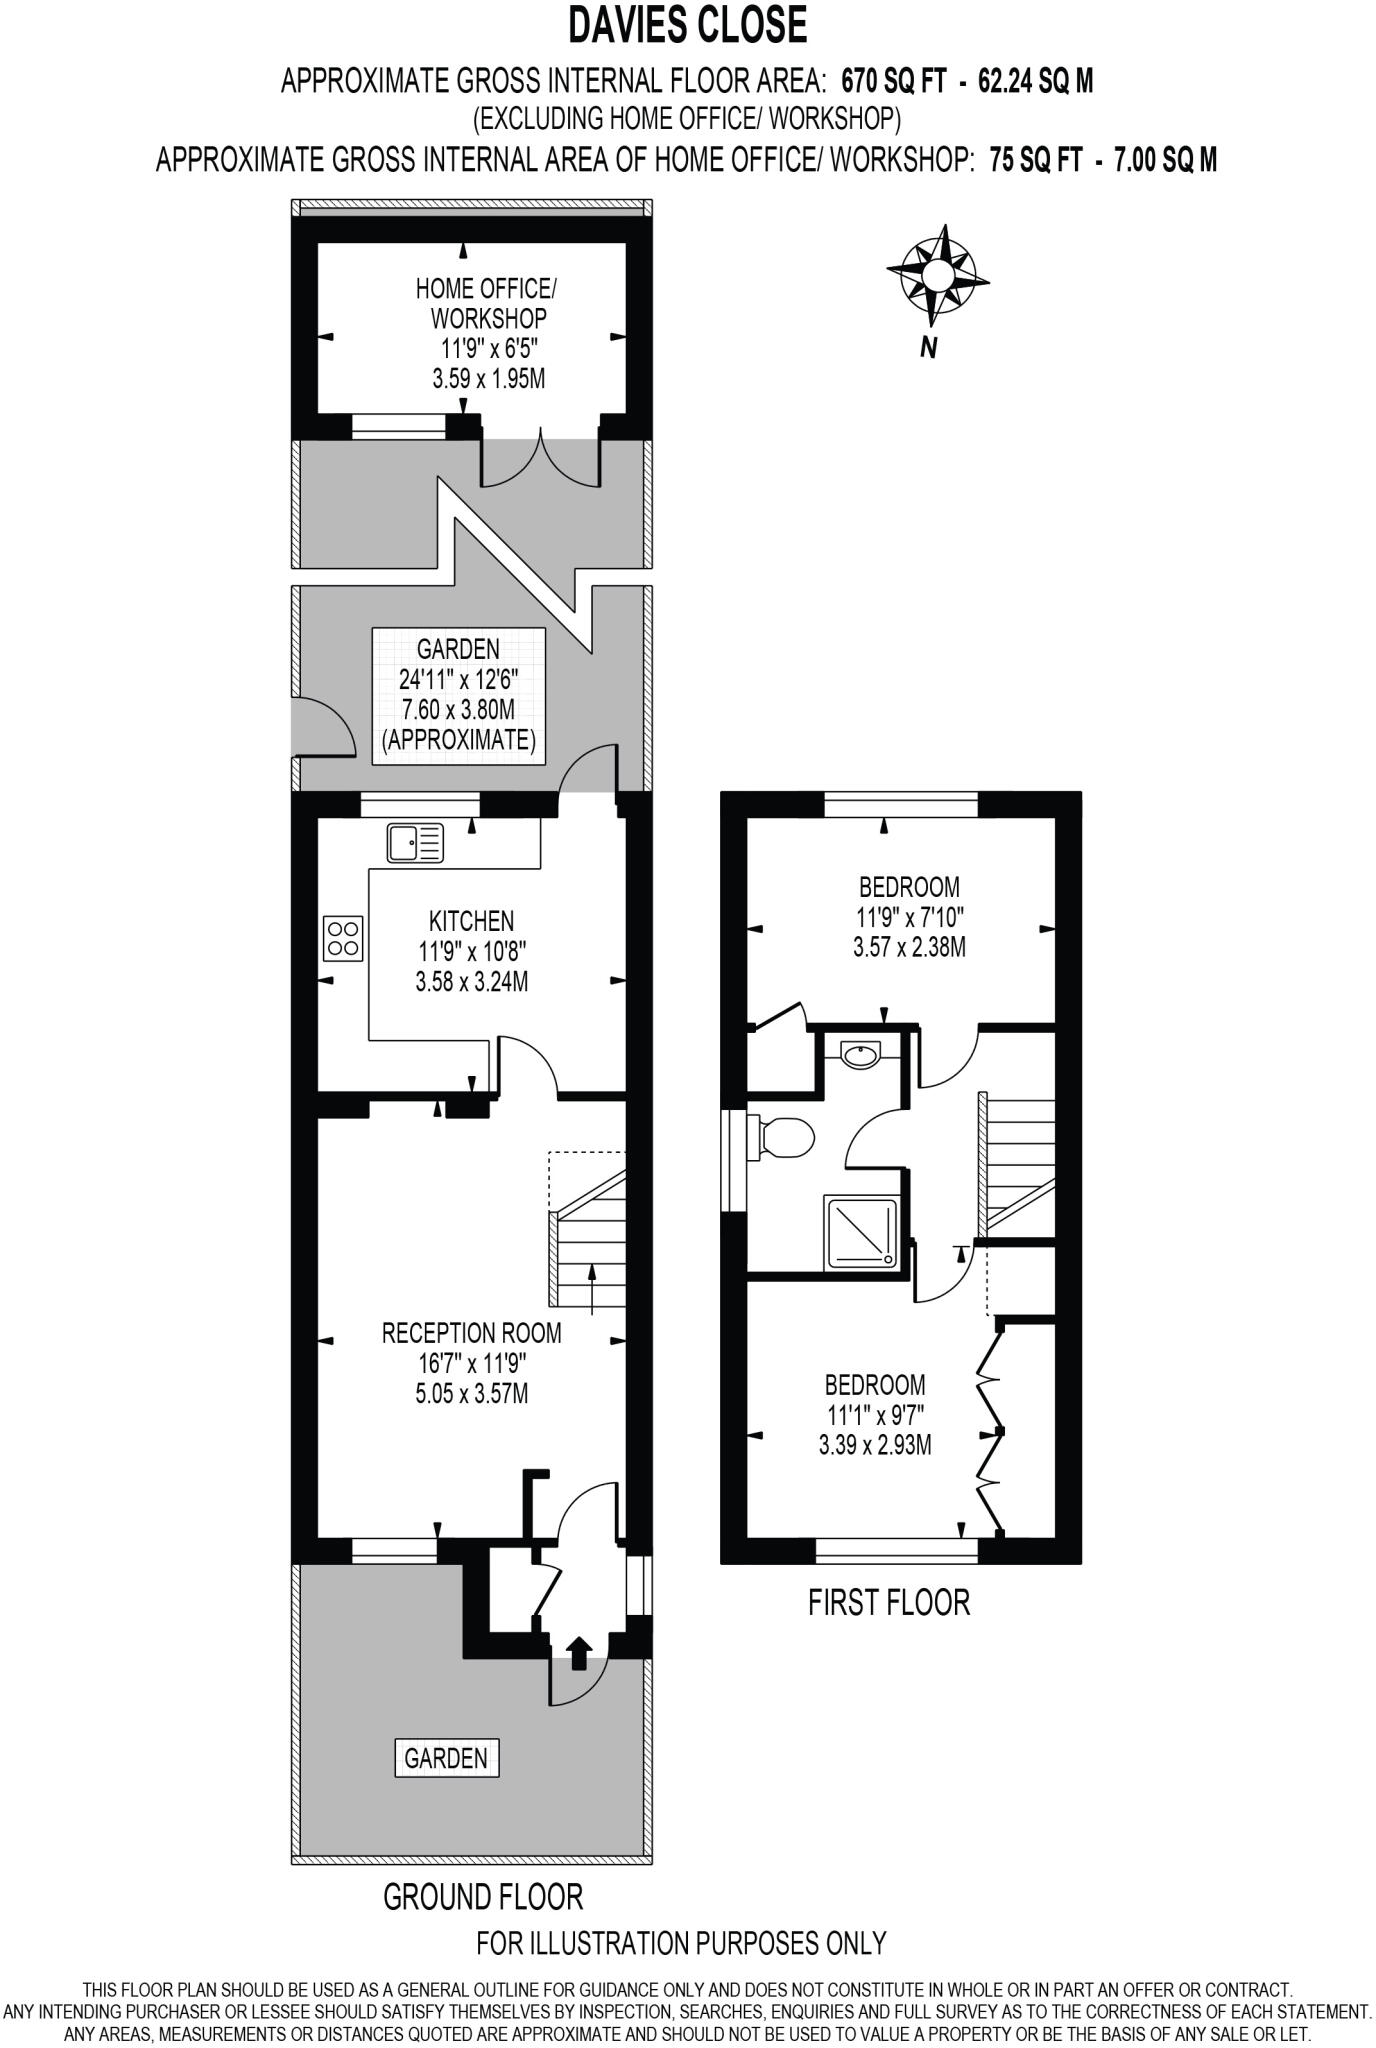 DAVIES CLOSE
APPROXIMATE GROSS INTERNAL FLOOR AREA: 670 SQ FT - 62.24 SQ M
(EXCLUDING HOME OFFICE/ WORKSHOP)
APPROXIMATE GROSS INTERNAL AREA OF HOME OFFICE/ WORKSHOP: 75 SQ FT - 7.00 SQ M
HOME OFFICE/
WORKSHOP
11'9" x 6'5"
3.59 x 1.95M
N
GARDEN
24'11" x 12'6"
7.60 x 3.80M
(APPROXIMATE)
KITCHEN
11'9" x 10'8"
3.58 x 3.24M
RECEPTION ROOM
16'7" x 11'9"
5.05 x 3.57M
GARDEN
GROUND FLOOR
BEDROOM
11'9" x 7'10"
3.57 x 2.38M
BEDROOM
11'1" x 9'7"
3.39 x 2.93M
FIRST FLOOR
FOR ILLUSTRATION PURPOSES ONLY
THIS FLOOR PLAN SHOULD BE USED AS A GENERAL OUTLINE FOR GUIDANCE ONLY AND DOES NOT CONSTITUTE IN WHOLE OR IN PART AN OFFER OR CONTRACT.
ANY INTENDING PURCHASER OR LESSEE SHOULD SATISFY THEMSELVES BY INSPECTION, SEARCHES, ENQUIRIES AND FULL SURVEY AS TO THE CORRECTNESS OF EACH STATEMENT.
ANY AREAS, MEASUREMENTS OR DISTANCES QUOTED ARE APPROXIMATE AND SHOULD NOT BE USED TO VALUE A PROPERTY OR BE THE BASIS OF ANY SALE OR LET.